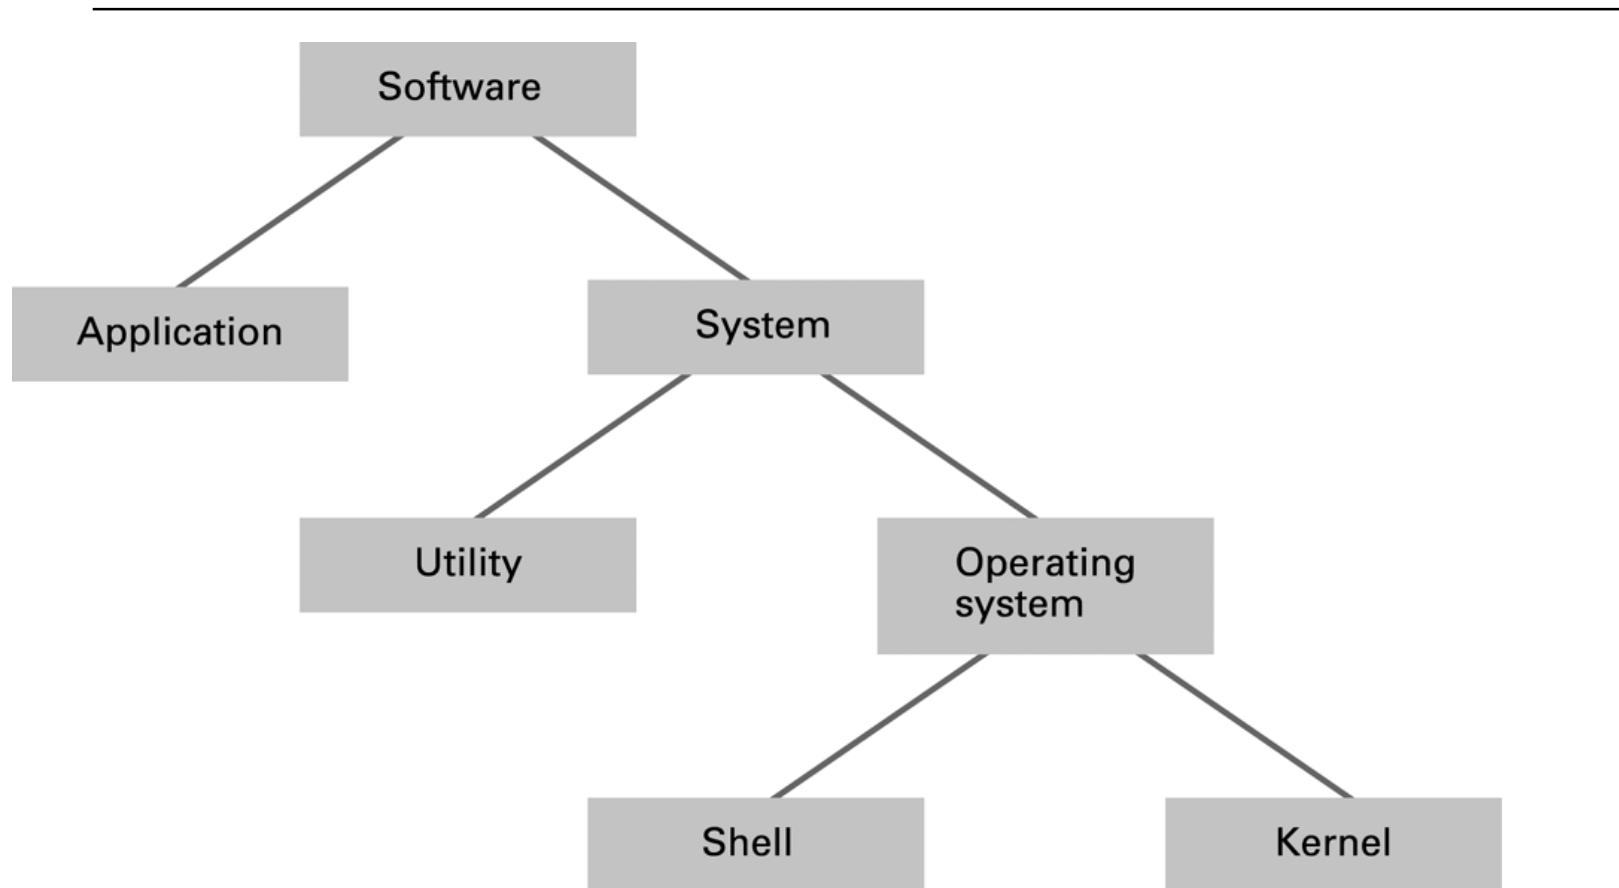 Software
Application
System
Utility
Operating
system
Shell
Kernel